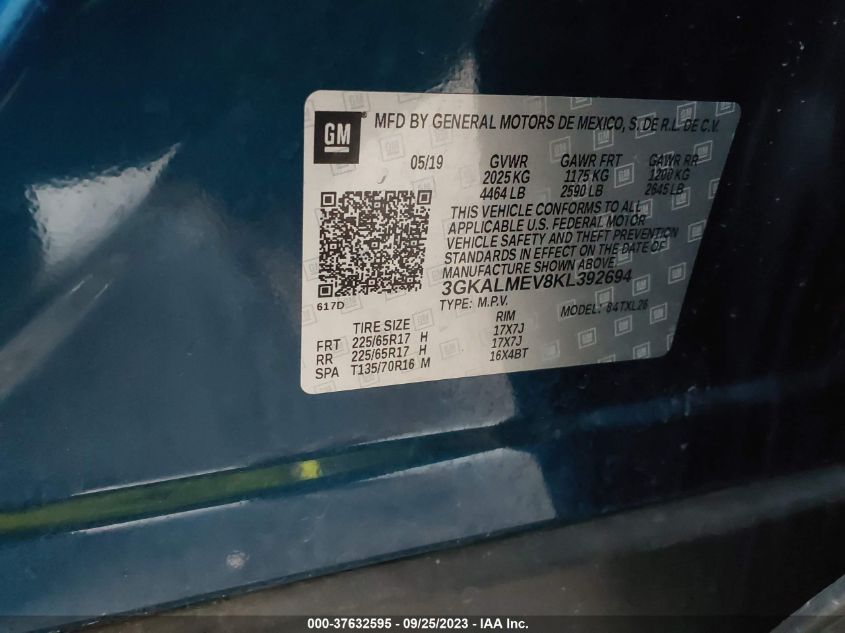 GM ® MFD BY GENERAL MOTORS DE MEXICO, S. DE R.L. DE C.V.
05/19 GVWR GAWR FRT GAWR RR
2025 KG 1175 KG 1200 KG
4464 LB 2590 LB 2645 LB
THIS VEHICLE CONFORMS TO ALL
APPLICABLE U.S. FEDERAL MOTOR
VEHICLE SAFETY AND THEFT PREVENTION
STANDARDS IN EFFECT ON THE DATE OF
MANUFACTURE SHOWN ABOVE
3GKALMEV8KL392694
617D TYPE: M.P.V. MODEL: 84TXL26
TIRE SIZE RIM
FRT 225/65R17 H 17X7J
RR 225/65R17 H 17X7J
SPA T135/70R16 M 16X4BT
000-37632595 - 09/25/2023 - IAA Inc.